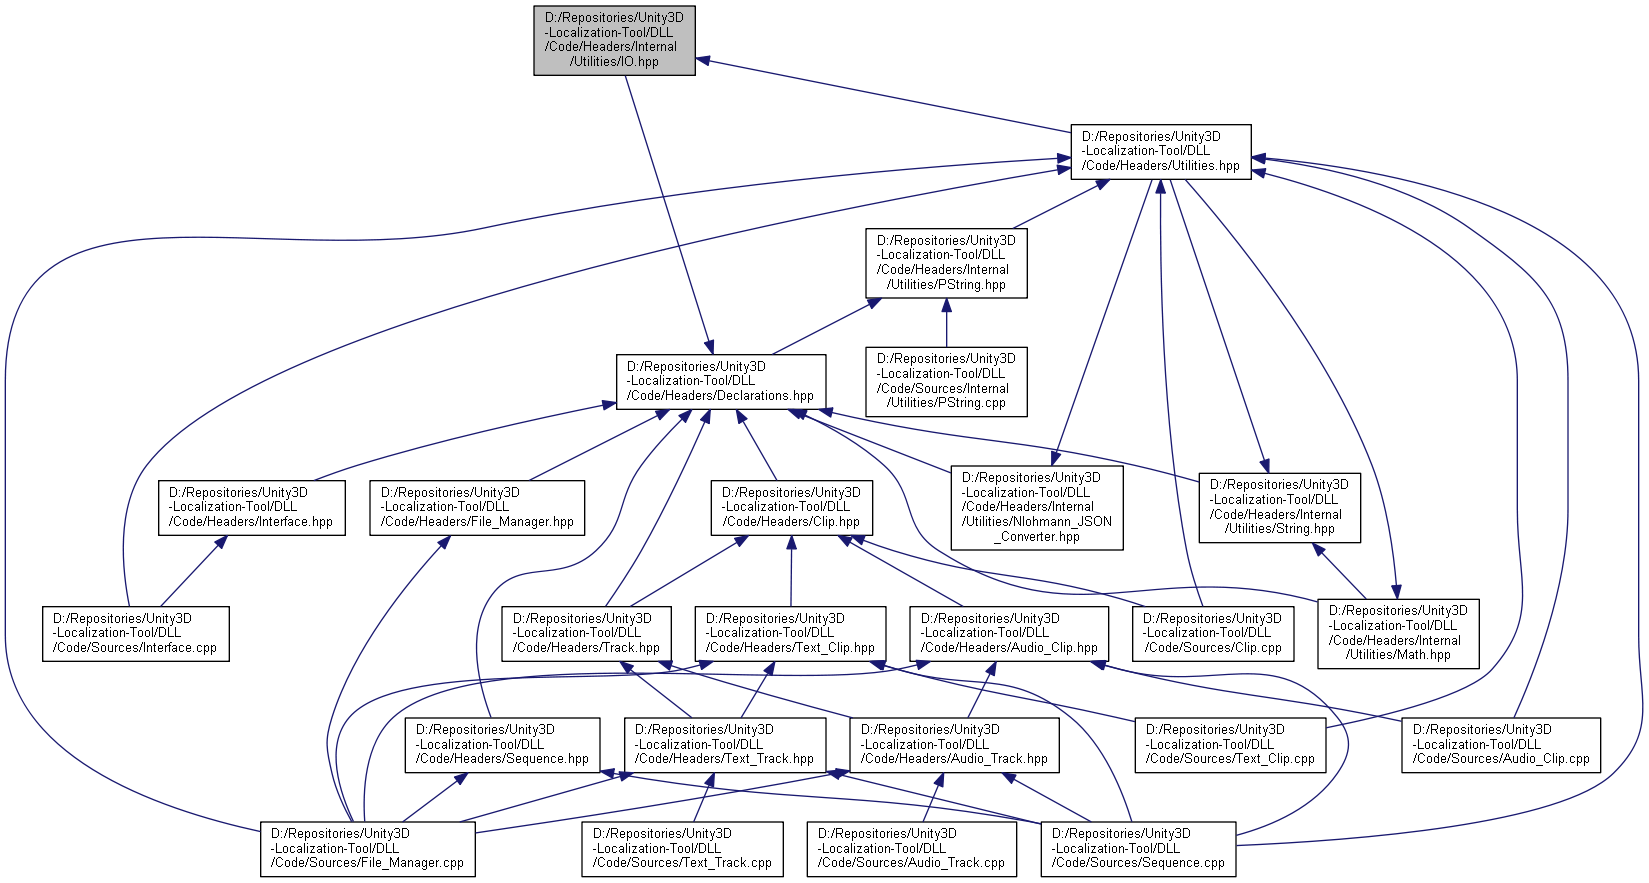 D:/Repositories/Unity3D
-Localization-Tool/DLL
/Code/Headers/Internal
/Utilities/IO.hpp
D:/Repositories/Unity3D
-Localization-Tool/DLL
/Code/Headers/Utilities.hpp
D:/Repositories/Unity3D
-Localization-Tool/DLL
/Code/Headers/Internal
/Utilities/PString.hpp
D:/Repositories/Unity3D
-Localization-Tool/DLL
/Code/Headers/Declarations.hpp
D:/Repositories/Unity3D
-Localization-Tool/DLL
/Code/Sources/Internal
/Utilities/PString.cpp
D:/Repositories/Unity3D
-Localization-Tool/DLL
/Code/Headers/Interface.hpp
D:/Repositories/Unity3D
-Localization-Tool/DLL
/Code/Headers/File_Manager.hpp
D:/Repositories/Unity3D
-Localization-Tool/DLL
/Code/Headers/Clip.hpp
D:/Repositories/Unity3D
-Localization-Tool/DLL
/Code/Headers/Internal
/Utilities/Nlohmann_JSON
_Converter.hpp
D:/Repositories/Unity3D
-Localization-Tool/DLL
/Code/Headers/Internal
/Utilities/String.hpp
D:/Repositories/Unity3D
-Localization-Tool/DLL
/Code/Sources/Interface.cpp
D:/Repositories/Unity3D
-Localization-Tool/DLL
/Code/Headers/Track.hpp
D:/Repositories/Unity3D
-Localization-Tool/DLL
/Code/Headers/Text_Clip.hpp
D:/Repositories/Unity3D
-Localization-Tool/DLL
/Code/Headers/Audio_Clip.hpp
D:/Repositories/Unity3D
-Localization-Tool/DLL
/Code/Sources/Clip.cpp
D:/Repositories/Unity3D
-Localization-Tool/DLL
/Code/Headers/Internal
/Utilities/Math.hpp
D:/Repositories/Unity3D
-Localization-Tool/DLL
/Code/Headers/Sequence.hpp
D:/Repositories/Unity3D
-Localization-Tool/DLL
/Code/Headers/Text_Track.hpp
D:/Repositories/Unity3D
-Localization-Tool/DLL
/Code/Headers/Audio_Track.hpp
D:/Repositories/Unity3D
-Localization-Tool/DLL
/Code/Sources/Text_Clip.cpp
D:/Repositories/Unity3D
-Localization-Tool/DLL
/Code/Sources/Audio_Clip.cpp
D:/Repositories/Unity3D
-Localization-Tool/DLL
/Code/Sources/File_Manager.cpp
D:/Repositories/Unity3D
-Localization-Tool/DLL
/Code/Sources/Text_Track.cpp
D:/Repositories/Unity3D
-Localization-Tool/DLL
/Code/Sources/Audio_Track.cpp
D:/Repositories/Unity3D
-Localization-Tool/DLL
/Code/Sources/Sequence.cpp